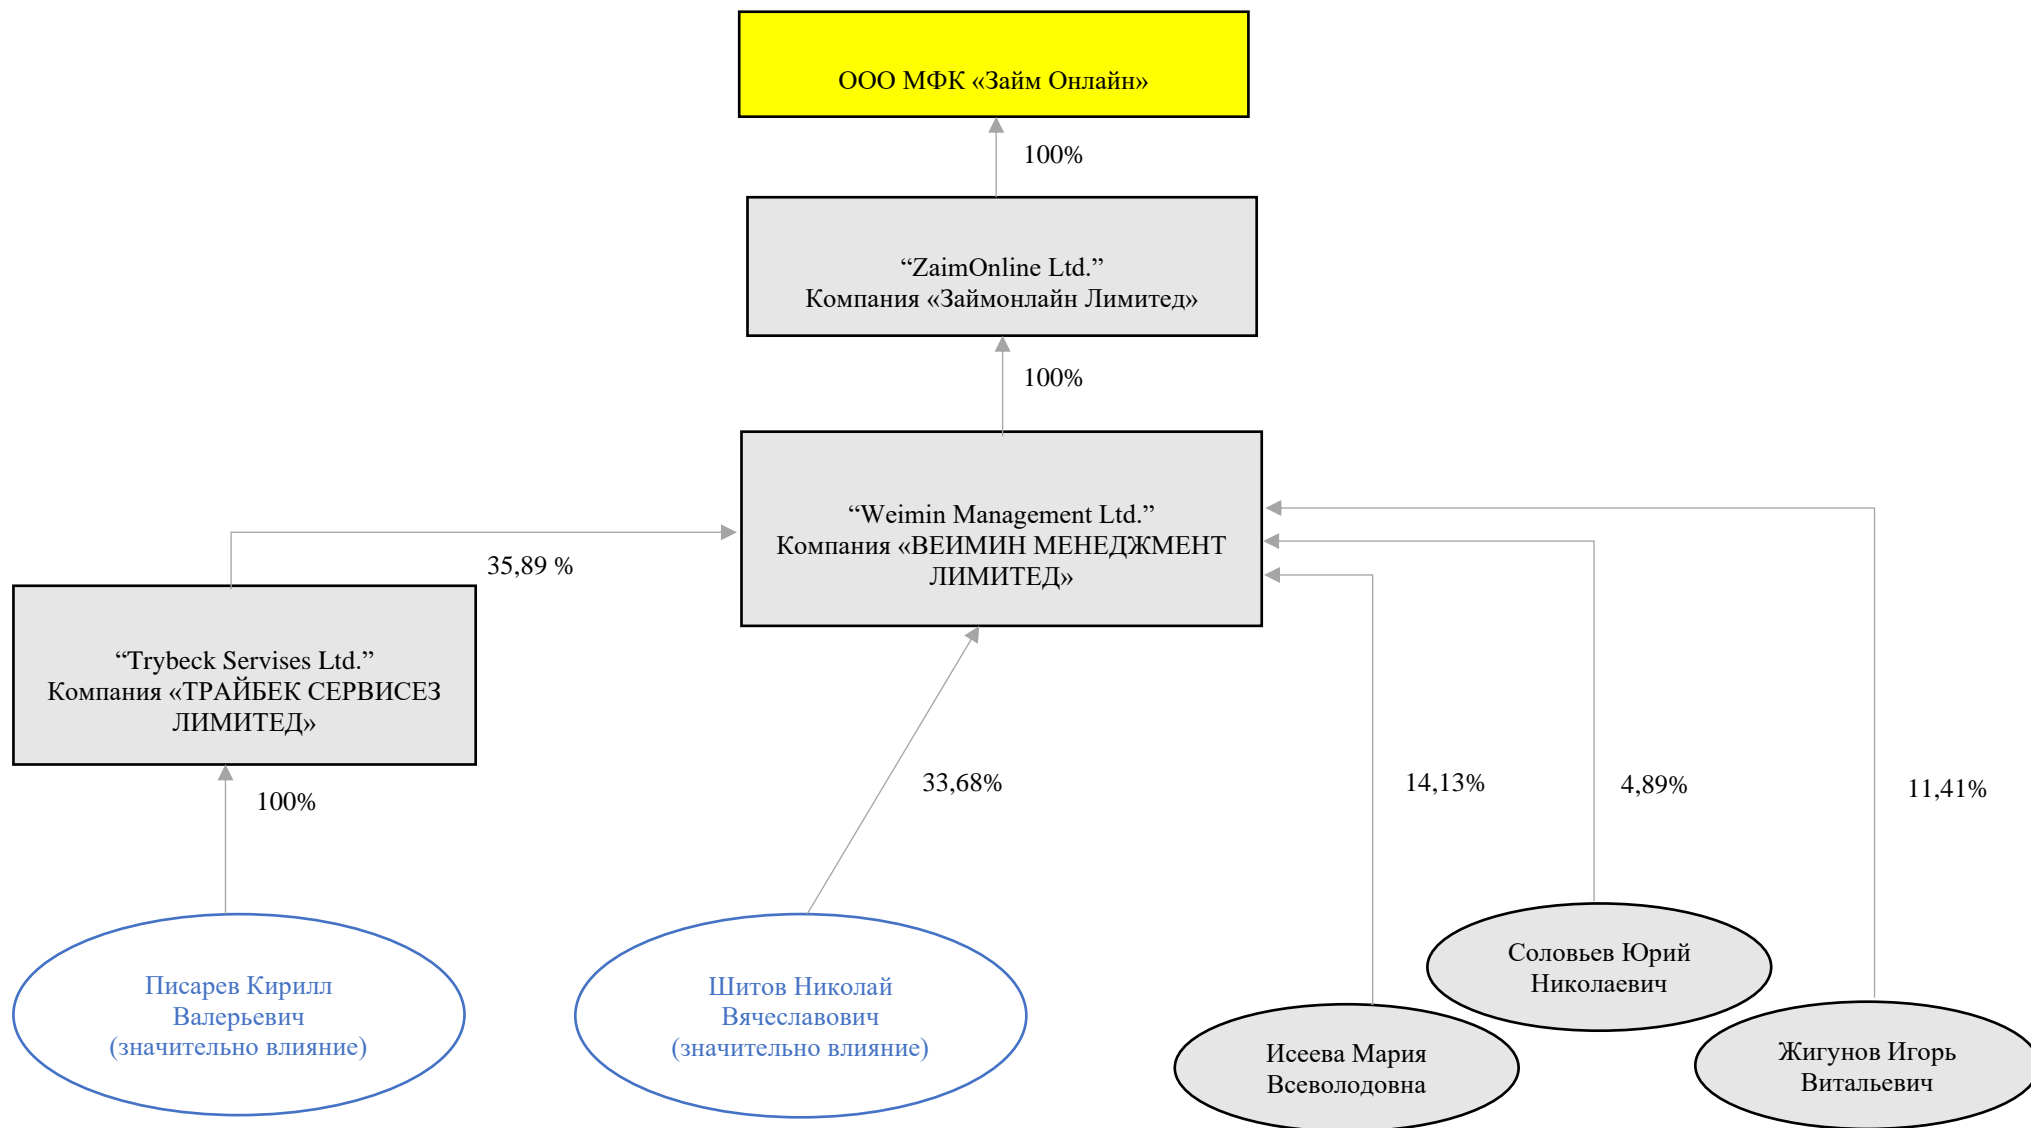 ООО МФК «Займ Онлайн»
100%
“ZaimOnline Ltd.”
Компания «Займонлайн Лимитед»
100%
“Weimin Management Ltd.”
Компания «ВЕИМИН МЕНЕДЖМЕНТ
ЛИМИТЕД»
35,89 %
“Trybeck Servises Ltd.”
Компания «ТРАЙБЕК СЕРВИСЕЗ
ЛИМИТЕД»
100%
33,68%
14,13%
4,89%
11,41%
Писарев Кирилл
Валерьевич
(значительно влияние)
Шитов Николай
Вячеславович
(значительно влияние)
Исеева Мария
Всеволодовна
Соловьев Юрий
Николаевич
Жигунов Игорь
Витальевич